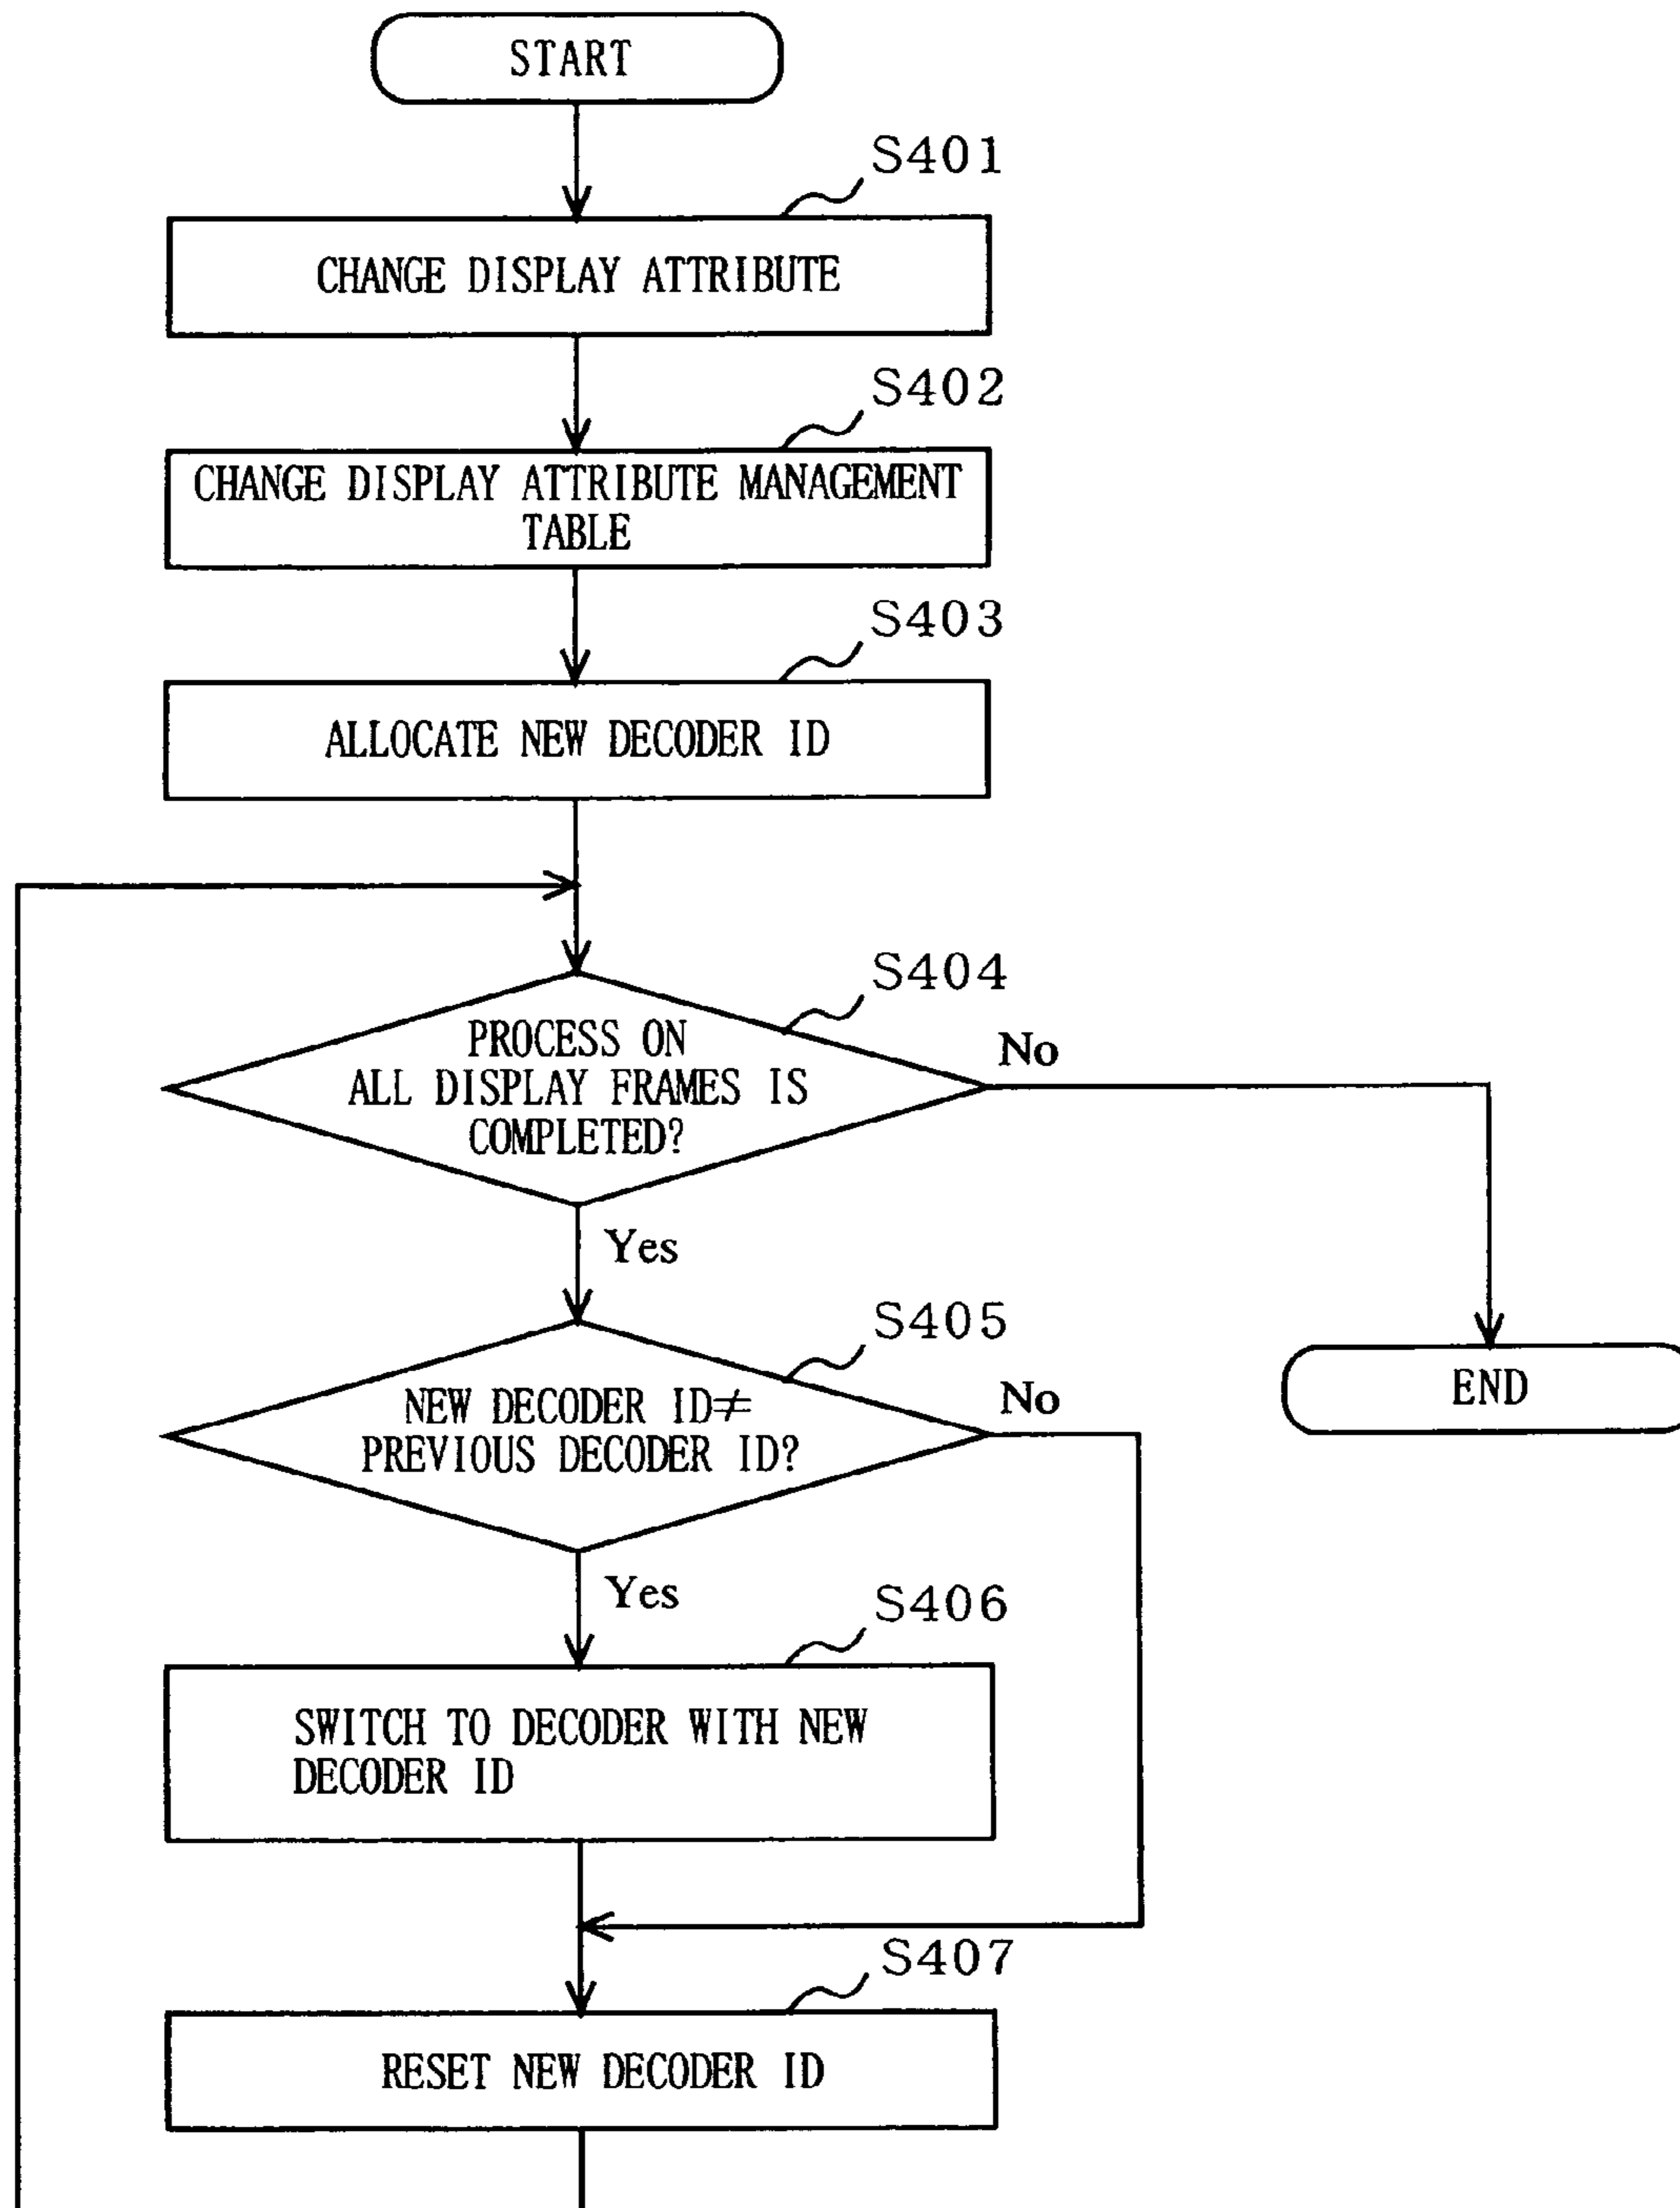 START
S401
CHANGE DISPLAY ATTRIBUTE
S402
CHANGE DISPLAY ATTRIBUTE MANAGEMENT
TABLE
S403
ALLOCATE NEW DECODER ID
S404
PROCESS ON
ALL DISPLAY FRAMES IS
COMPLETED?
No
Yes
S405
NEW DECODER ID≠
PREVIOUS DECODER ID?
No
END
Yes
S406
SWITCH TO DECODER WITH NEW
DECODER ID
S407
RESET NEW DECODER ID